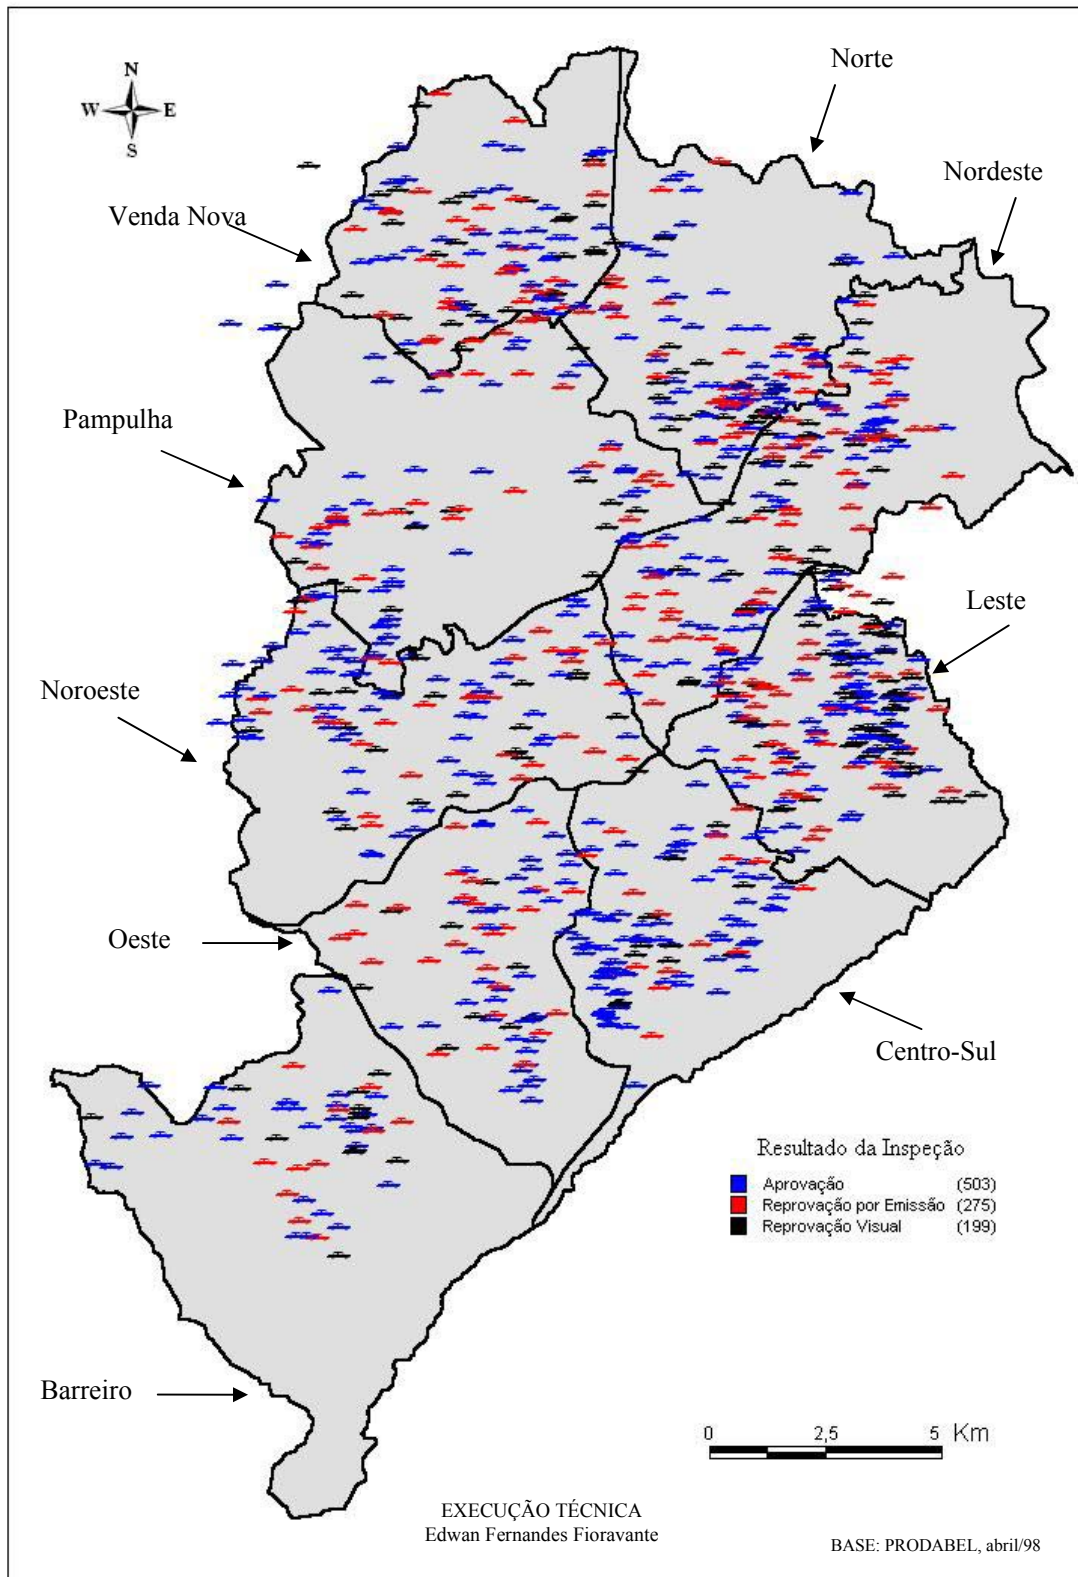 N
W E
S
Norte
Nordeste
Venda Nova
Pampulha
Leste
Noroeste
Oeste
Centro-Sul
Resultado da Inspeção
Aprovação (503)
Reprovação por Emissão (275)
Reprovação Visual (199)
Barreiro
0 2,5 5 Km
EXECUÇÃO TÉCNICA
Edwan Fernandes Fioravante
BASE: PRODABEL, abril/98